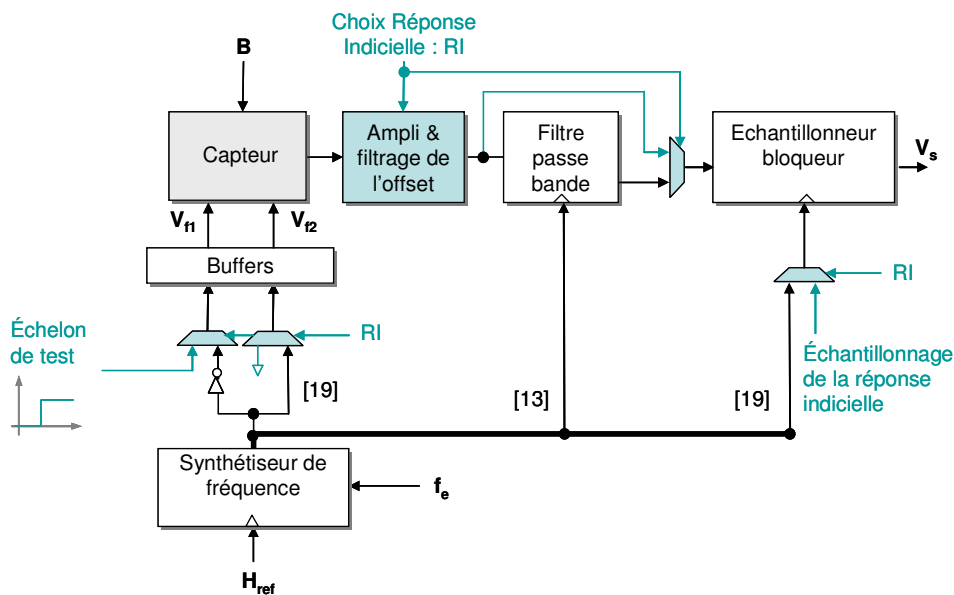 Choix Réponse
Indicielle : RI
B
Capteur
Ampli &
filtrage de
l'offset
Filtre
passe
bande
Echantillonneur
bloqueur
Vs
Vf1
Vf2
Buffers
RI
Échelon
de test
RI
Échantillonnage
de la réponse
indicielle
[19]
[13]
[19]
Synthétiseur de
fréquence
fe
Href